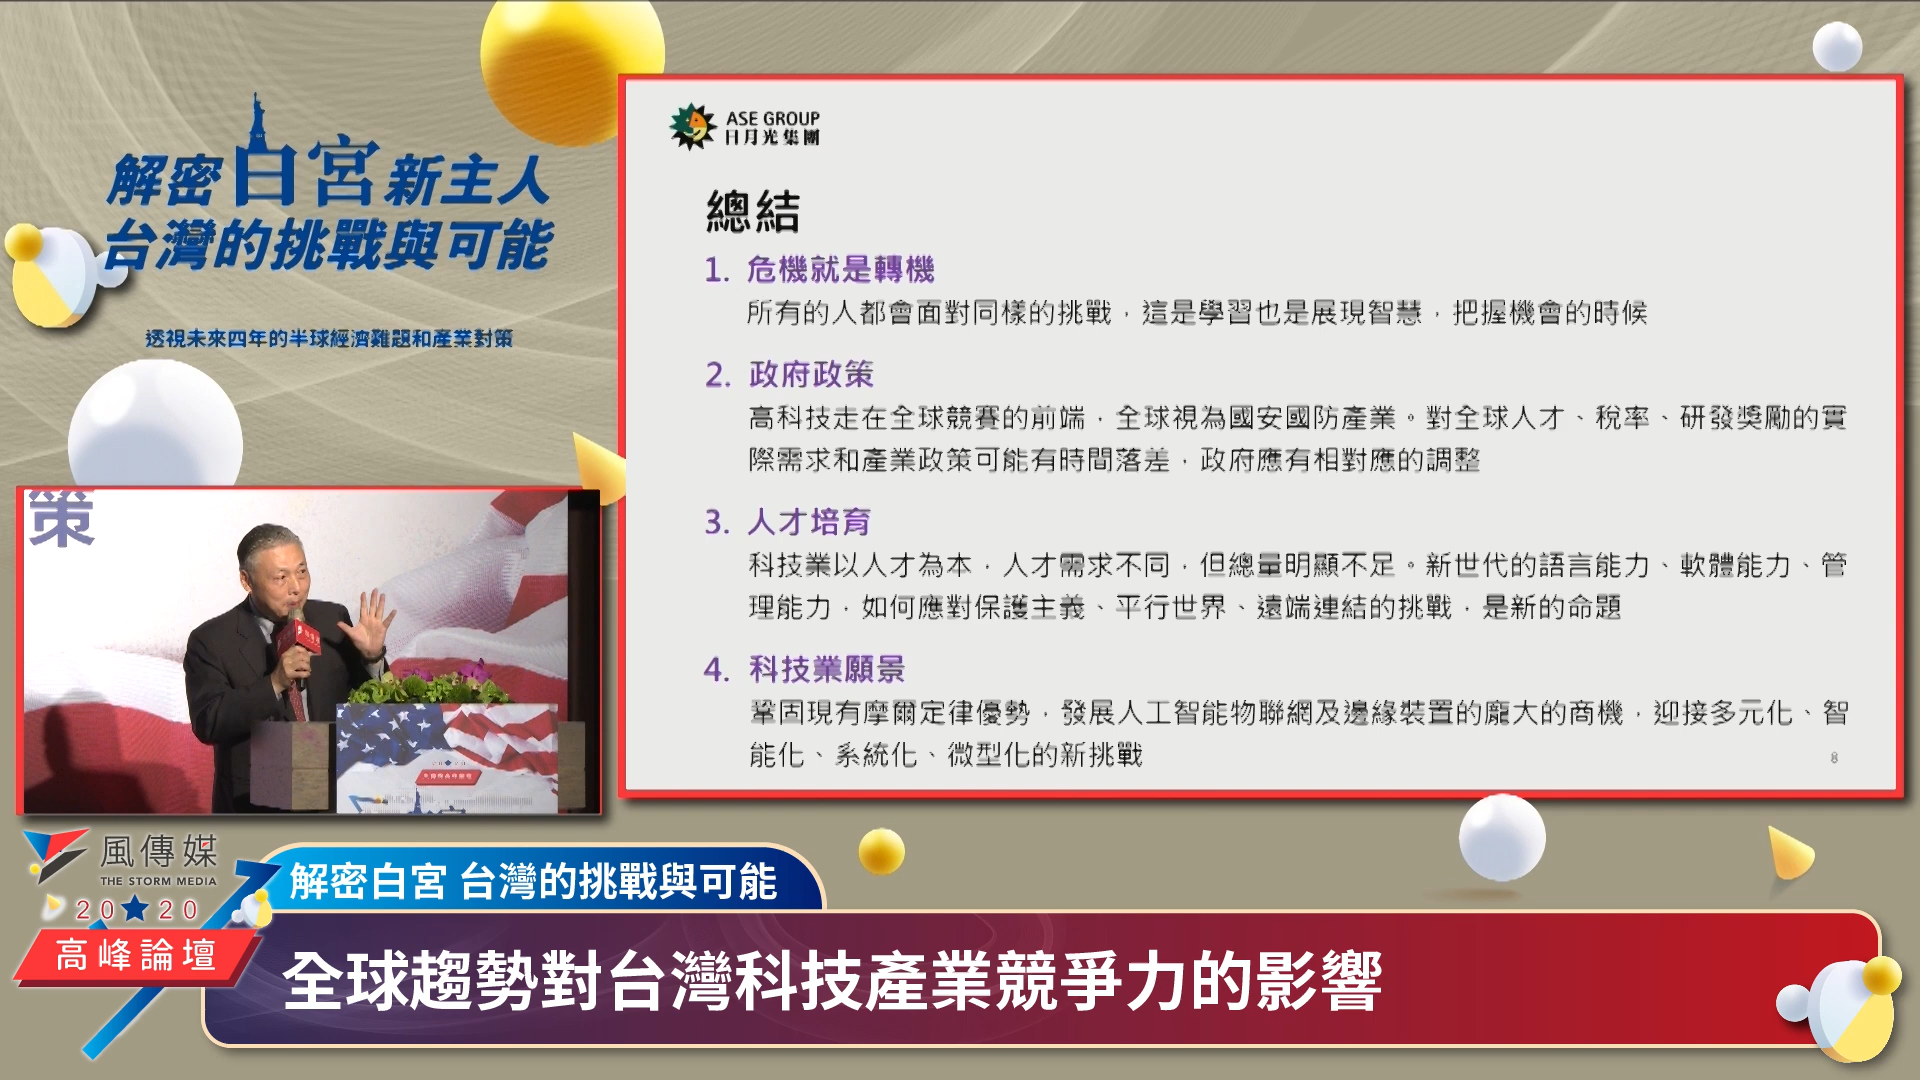 解密白宮新主人
台灣的挑戰與可能
透視未來四年的半球經濟難題和產業對策
策
ASE GROUP
日月光集團
總結
1. 危機就是轉機
所有的人都會面對同樣的挑戰，這是學習也是展現智慧，把握機會的時候
2. 政府政策
高科技走在全球競賽的前端，全球視為國安國防產業。對全球人才、稅率、研發獎勵的實
際需求和產業政策可能有時間落差，政府應有相對應的調整
3. 人才培育
科技業以人才為本，人才需求不同，但總量明顯不足。新世代的語言能力、軟體能力、管
理能力，如何應對保護主義、平行世界、遠端連結的挑戰，是新的命題
4. 科技業願景
鞏固現有摩爾定律優勢，發展人工智能物聯網及邊緣裝置的龐大的商機，迎接多元化、智
能化、系統化、微型化的新挑戰
8
風傳媒
THE STORM MEDIA
20★20
高峰論壇
解密白宮 台灣的挑戰與可能
全球趨勢對台灣科技產業競爭力的影響